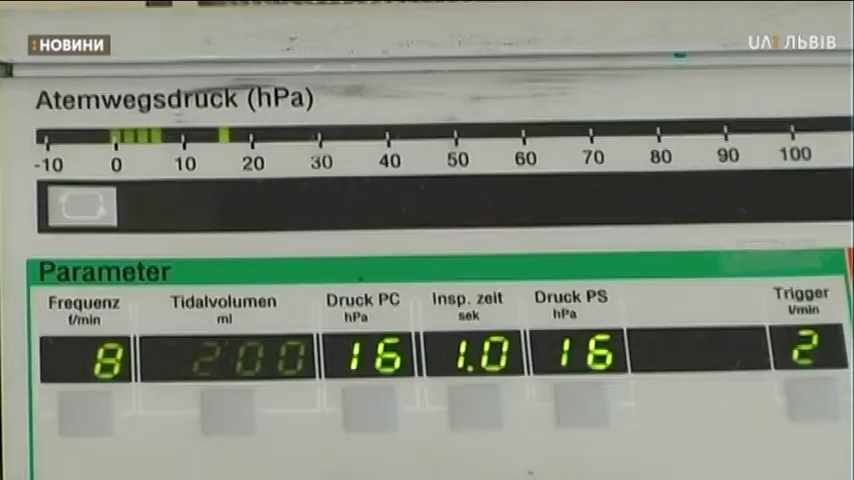 НОВИНИ
UA: ЛЬВІВ
Atemwegsdruck (hPa)
-10 0 10 20 30 40 50 60 70 80 90 100
Parameter
Frequenz Tidalvolumen Druck PC Insp. zeit Druck PS Trigger
f/min ml hPa sek hPa l/min
8 200 16 1.0 16 2